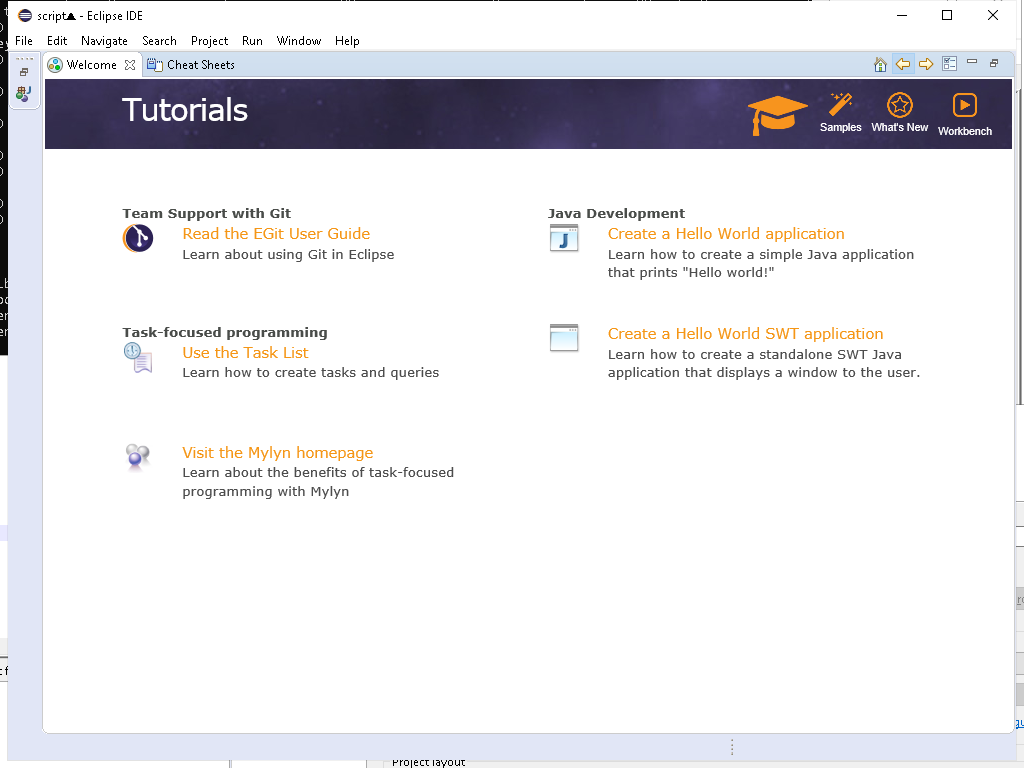 script▲ - Eclipse IDE
File Edit Navigate Search Project Run Window Help
Welcome Cheat Sheets
Tutorials
Samples What's New Workbench
Team Support with Git
Read the EGit User Guide
Learn about using Git in Eclipse
Task-focused programming
Use the Task List
Learn how to create tasks and queries
Visit the Mylyn homepage
Learn about the benefits of task-focused
programming with Mylyn
Java Development
Create a Hello World application
Learn how to create a simple Java application
that prints "Hello world!"
Create a Hello World SWT application
Learn how to create a standalone SWT Java
application that displays a window to the user.
Project layout